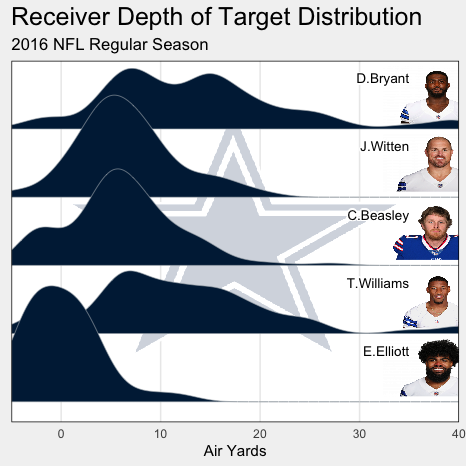 Receiver Depth of Target Distribution
2016 NFL Regular Season
D.Bryant
J.Witten
C.Beasley
T.Williams
E.Elliott
0 10 20 30 40
Air Yards